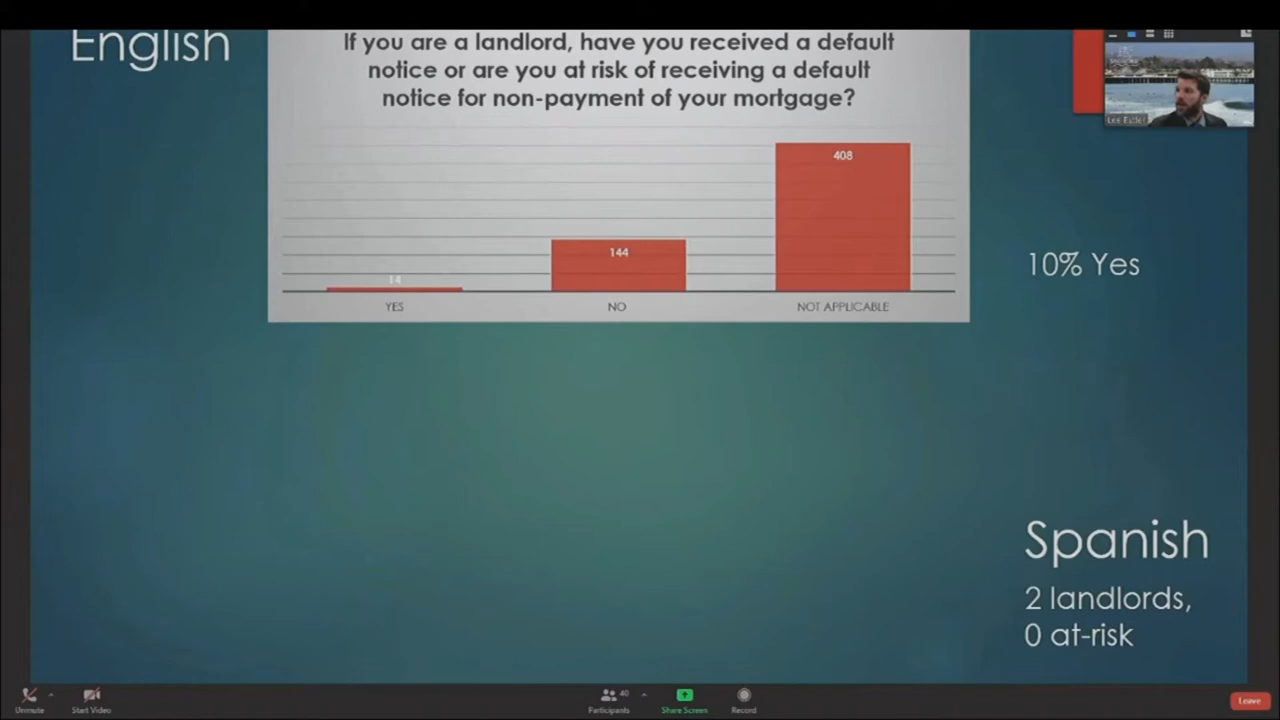 English
If you are a landlord, have you received a default
notice or are you at risk of receiving a default
notice for non-payment of your mortgage?
408
144
14
YES
NO
NOT APPLICABLE
10% Yes
Spanish
2 landlords,
0 at-risk
Unmute
Start Video
40
Participants
Share Screen
Record
Leave